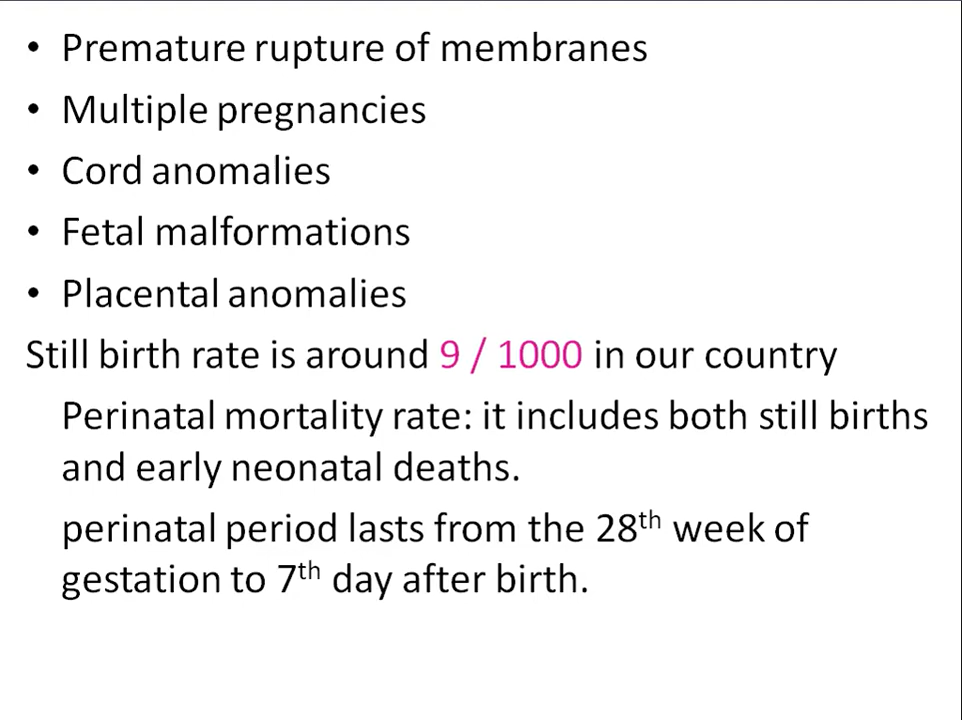 • Premature rupture of membranes
• Multiple pregnancies
• Cord anomalies
• Fetal malformations
• Placental anomalies
Still birth rate is around 9 / 1000 in our country
Perinatal mortality rate: it includes both still births
and early neonatal deaths.
perinatal period lasts from the 28th week of
gestation to 7th day after birth.